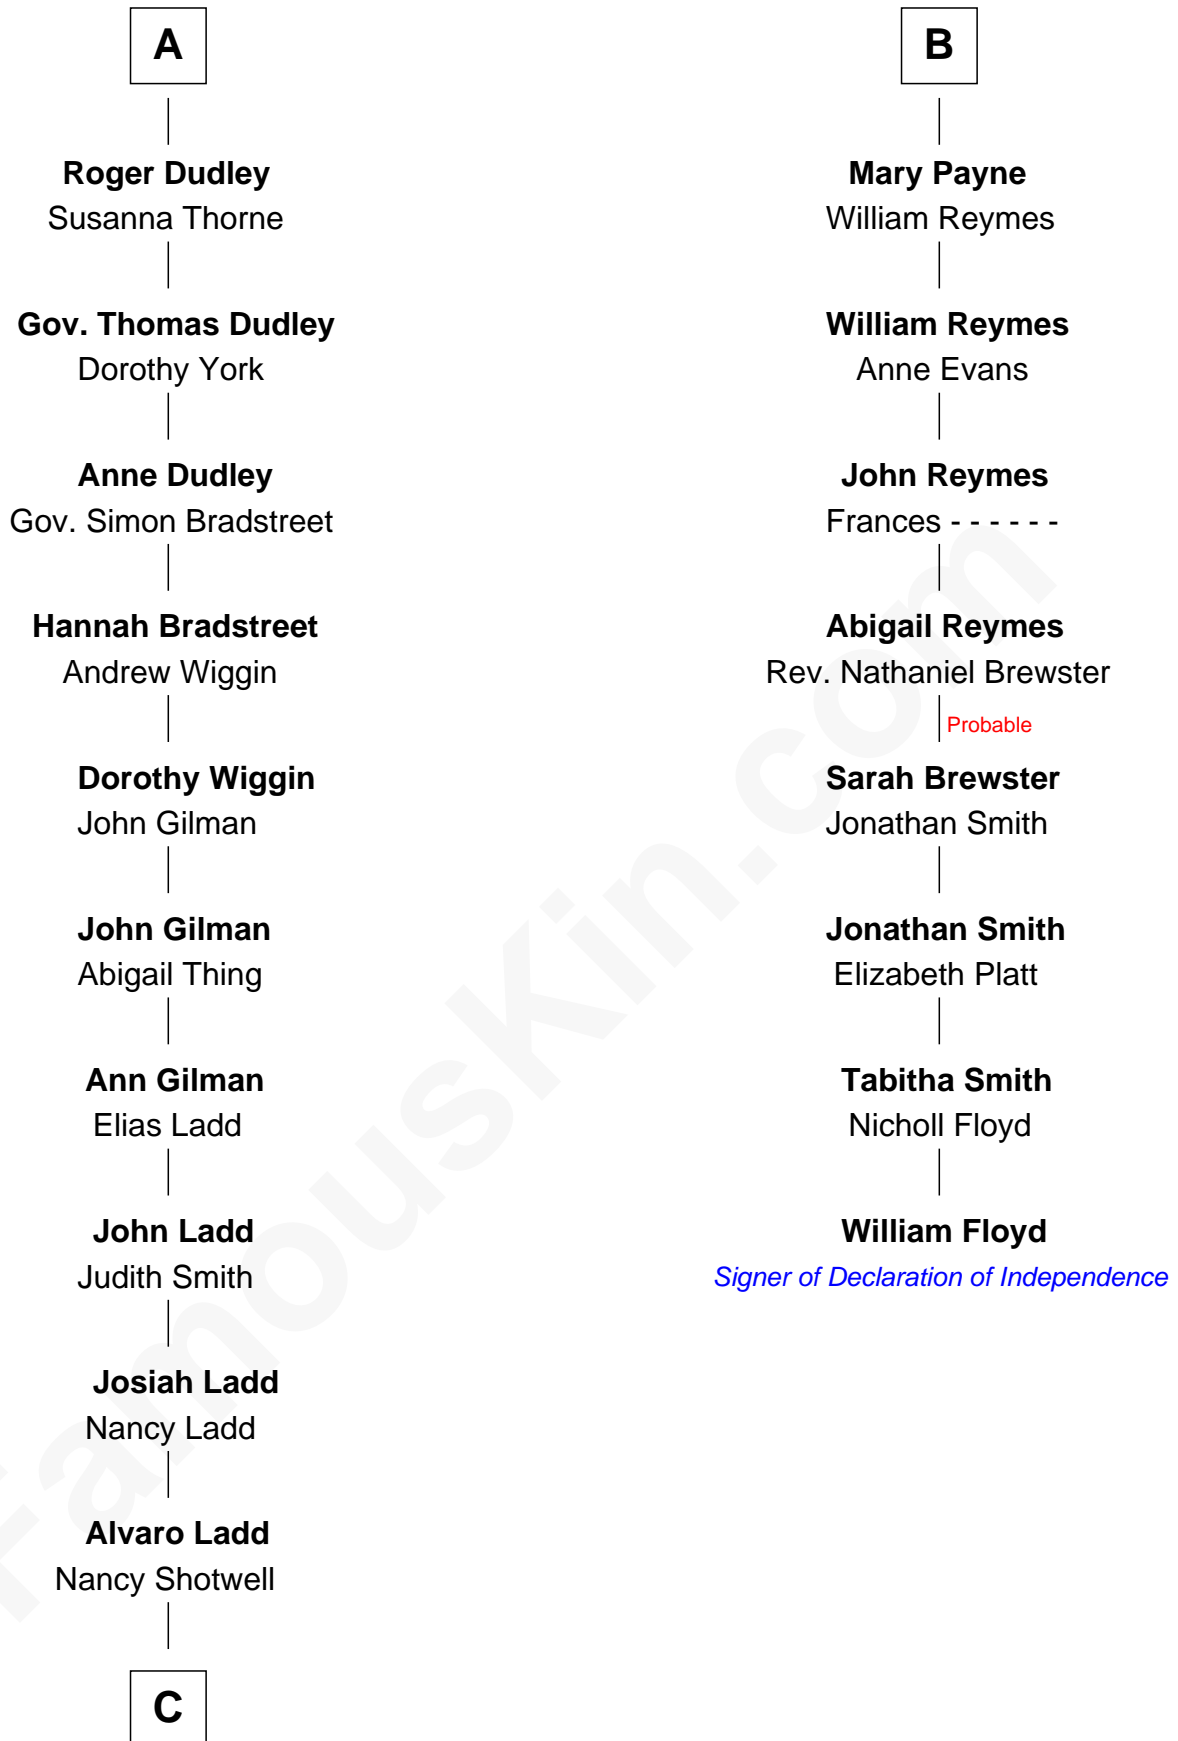 A
Roger Dudley
Susanna Thorne
Gov. Thomas Dudley
Dorothy York
Anne Dudley
Gov. Simon Bradstreet
Hannah Bradstreet
Andrew Wiggin
Dorothy Wiggin
John Gilman
John Gilman
Abigail Thing
Ann Gilman
Elias Ladd
John Ladd
Judith Smith
Josiah Ladd
Nancy Ladd
Alvaro Ladd
Nancy Shotwell
C
B
Mary Payne
William Reymes
William Reymes
Anne Evans
John Reymes
Frances - - - - - -
Abigail Reymes
Rev. Nathaniel Brewster
Probable
Sarah Brewster
Jonathan Smith
Jonathan Smith
Elizabeth Platt
Tabitha Smith
Nicholl Floyd
William Floyd
Signer of Declaration of Independence
FamousKin.com